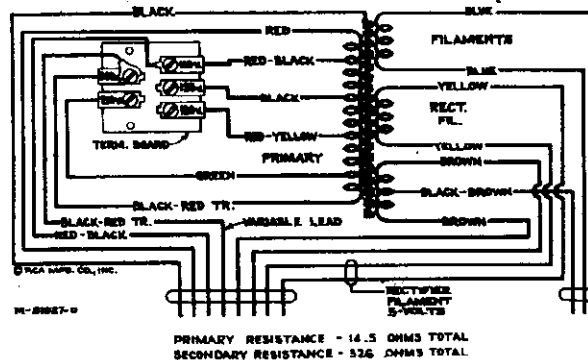 BLACK
BLUE
RED
FILAMENTS
RED-BLACK
BLUE
BLACK
YELLOW
RECT.
FIL.
RED-YELLOW
TERM. BOARD
PRIMARY
YELLOW
GREEN
BROWN
BLACK-BROWN
BLACK-RED TR.
BLACK-RED TR.
VARIABLE LEAD
BROWN
RED-BLACK
© RCA MFG. CO., INC.
RECTIFIER
FILAMENT
5-VOLTS
PRIMARY RESISTANCE - 14.5 OHMS TOTAL
SECONDARY RESISTANCE - 526 OHMS TOTAL